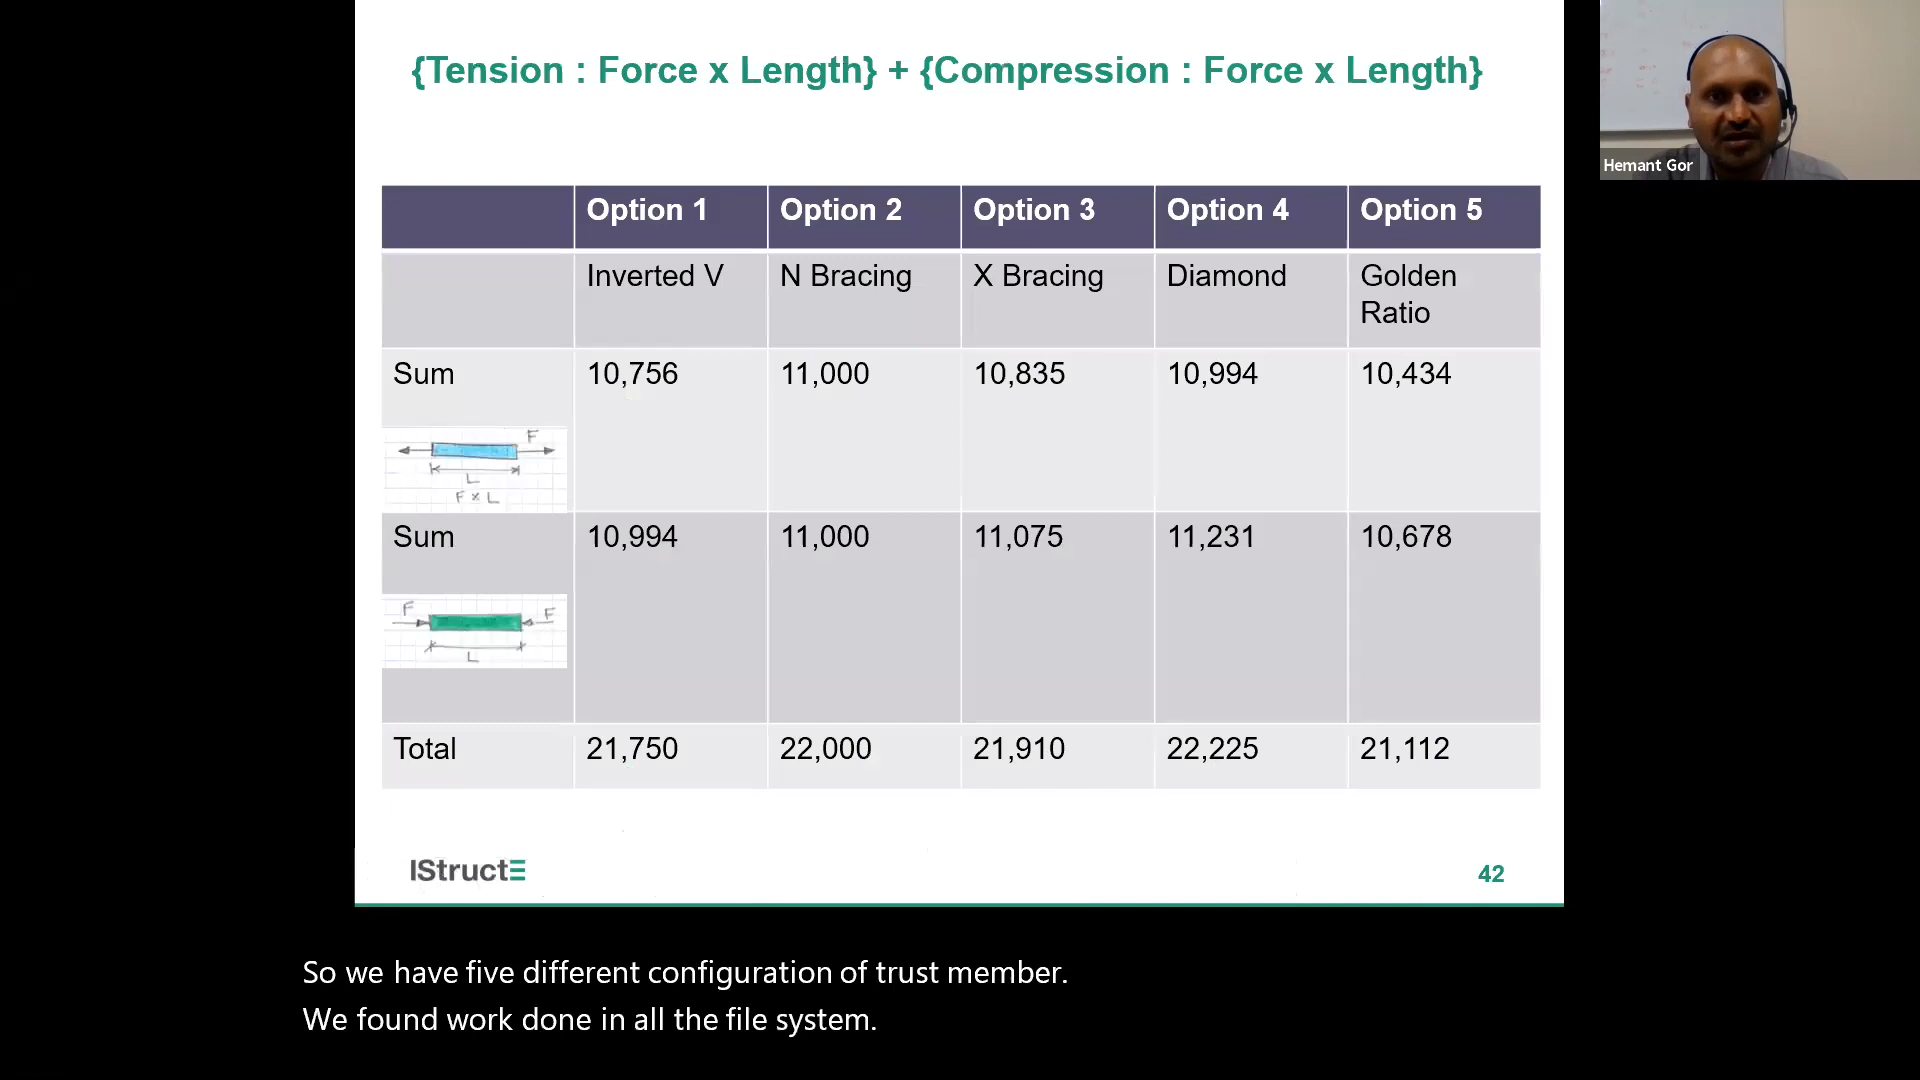 {Tension : Force x Length} + {Compression : Force x Length}
Hemant Gor
Option 1 Option 2 Option 3 Option 4 Option 5
Inverted V N Bracing X Bracing Diamond Golden
Ratio
Sum 10,756 11,000 10,835 10,994 10,434
F
L
F x L
Sum 10,994 11,000 11,075 11,231 10,678
F F
L
Total 21,750 22,000 21,910 22,225 21,112
IStructE
42
So we have five different configuration of trust member.
We found work done in all the file system.